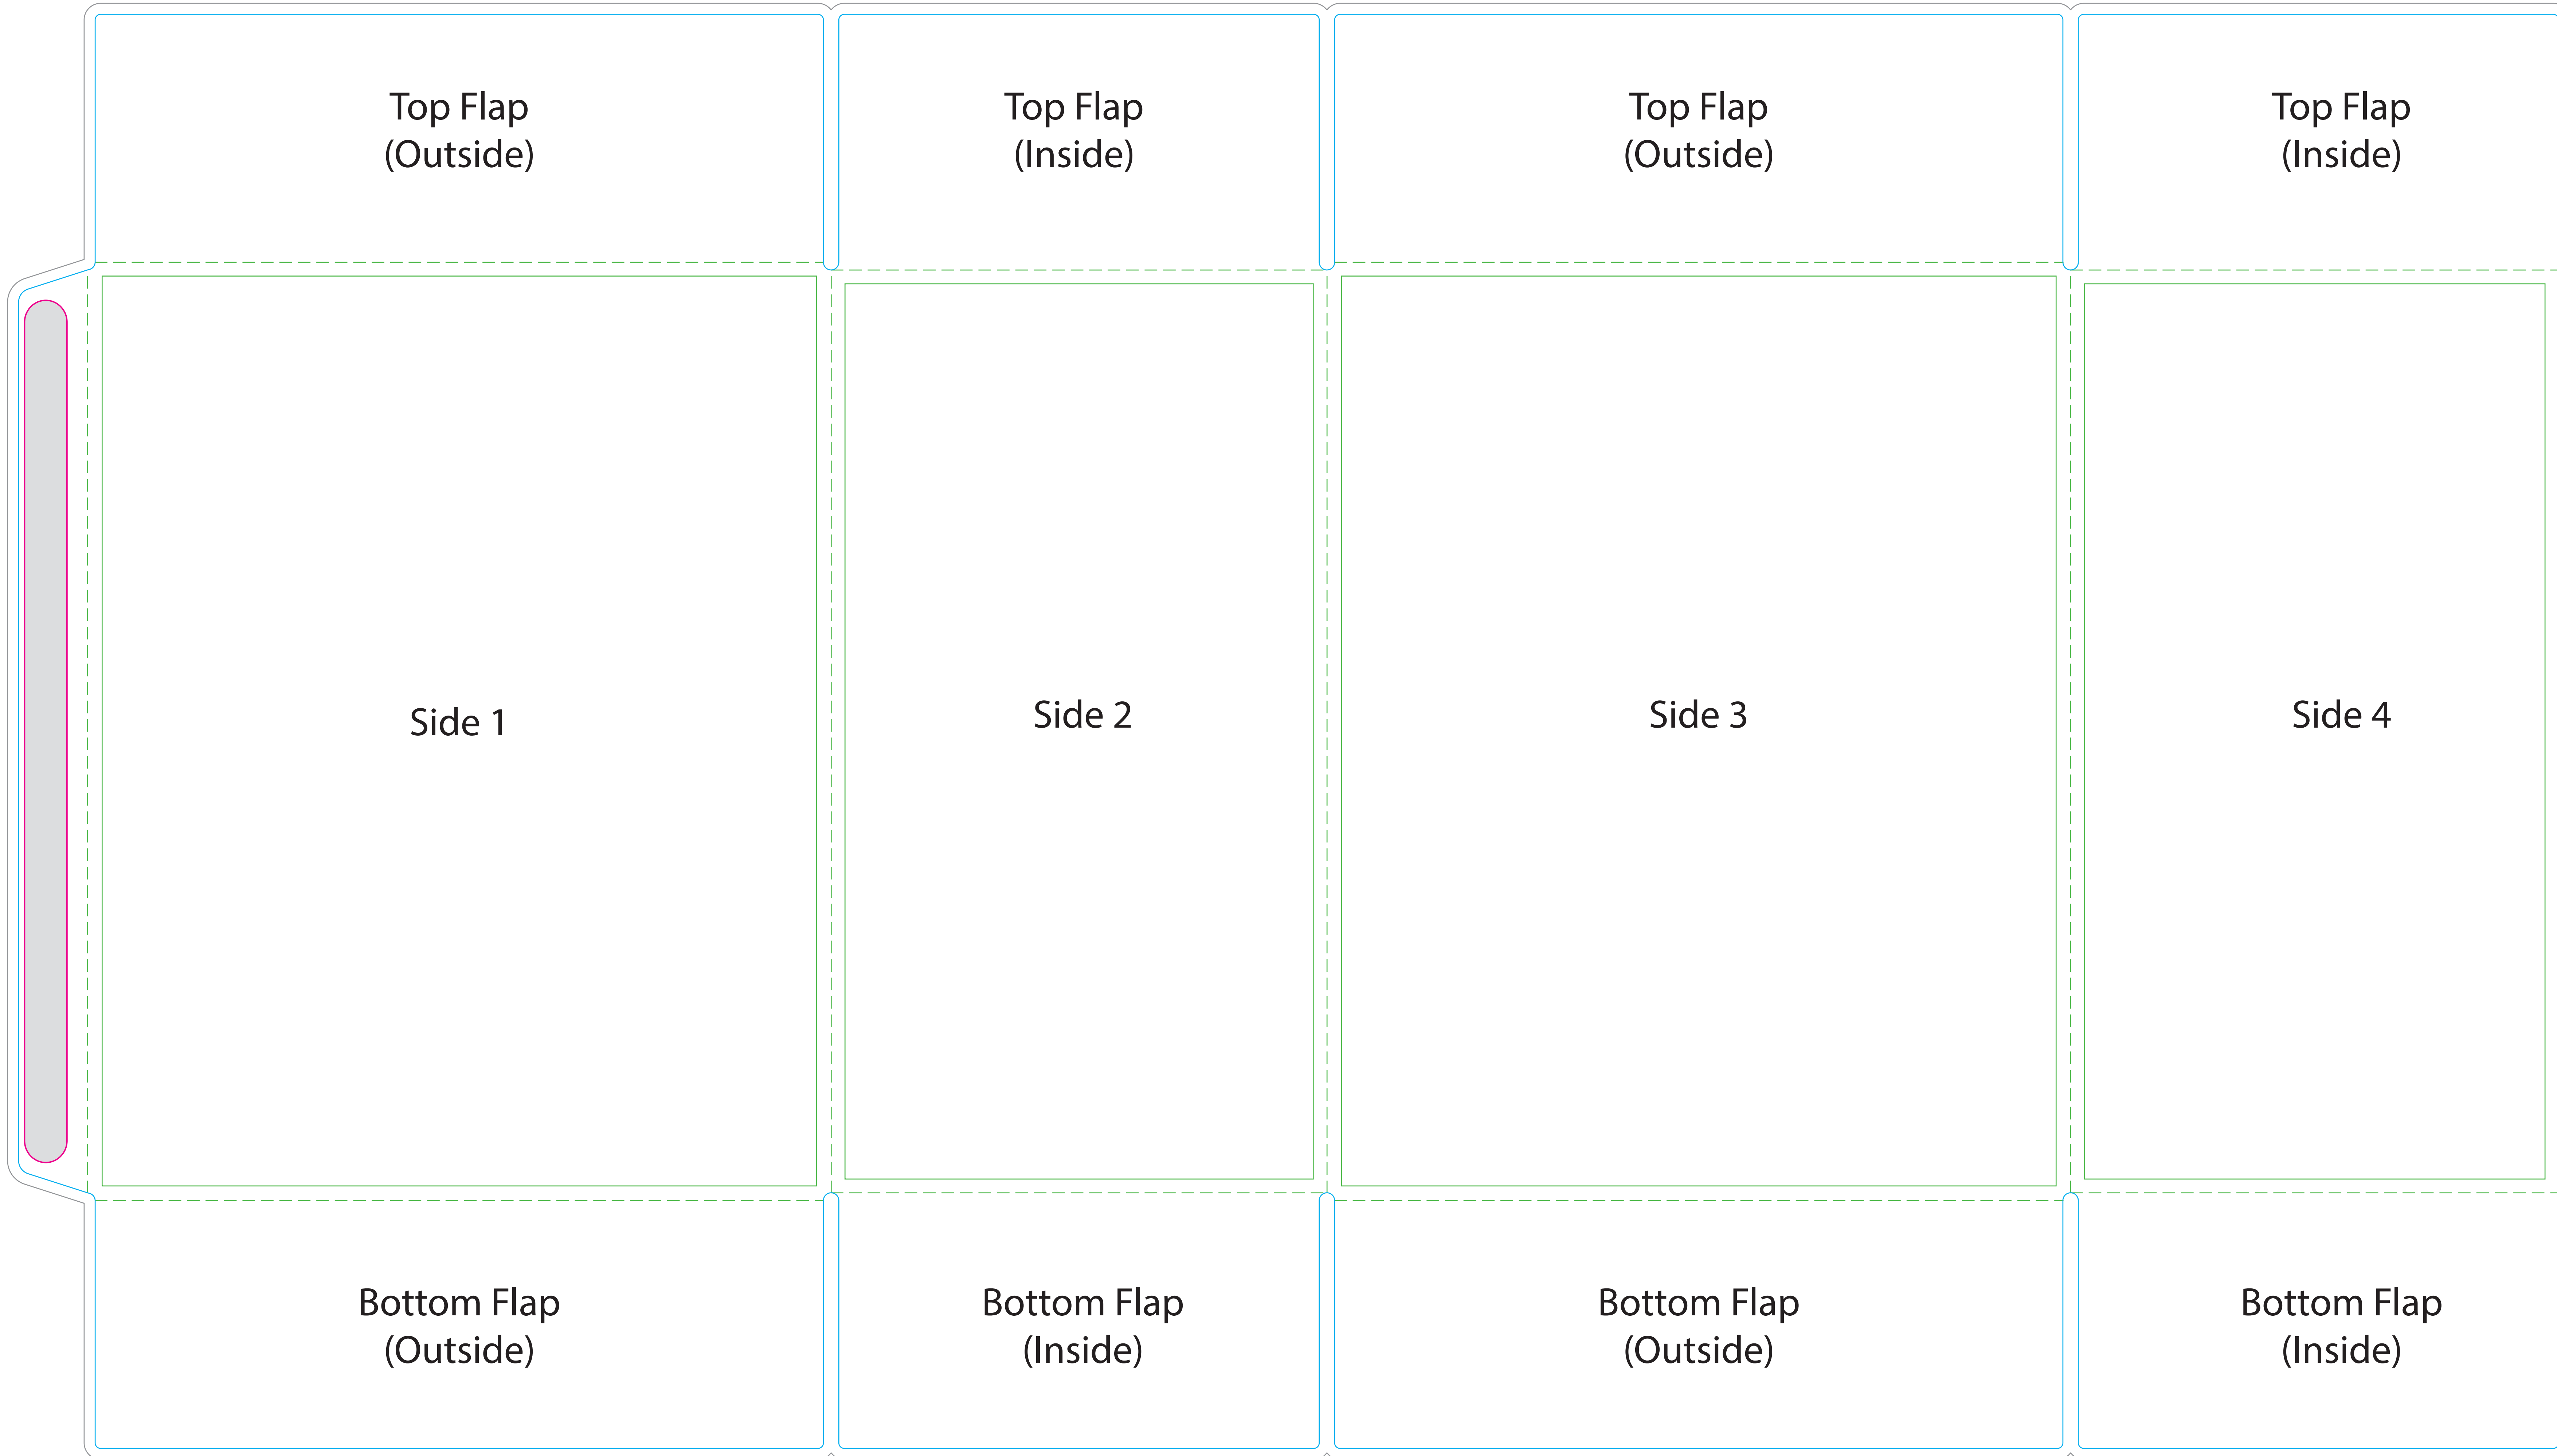 Top Flap
(Outside)
Top Flap
(Inside)
Top Flap
(Outside)
Top Flap
(Inside)
Side 1
Side 2
Side 3
Side 4
Bottom Flap
(Outside)
Bottom Flap
(Inside)
Bottom Flap
(Outside)
Bottom Flap
(Inside)